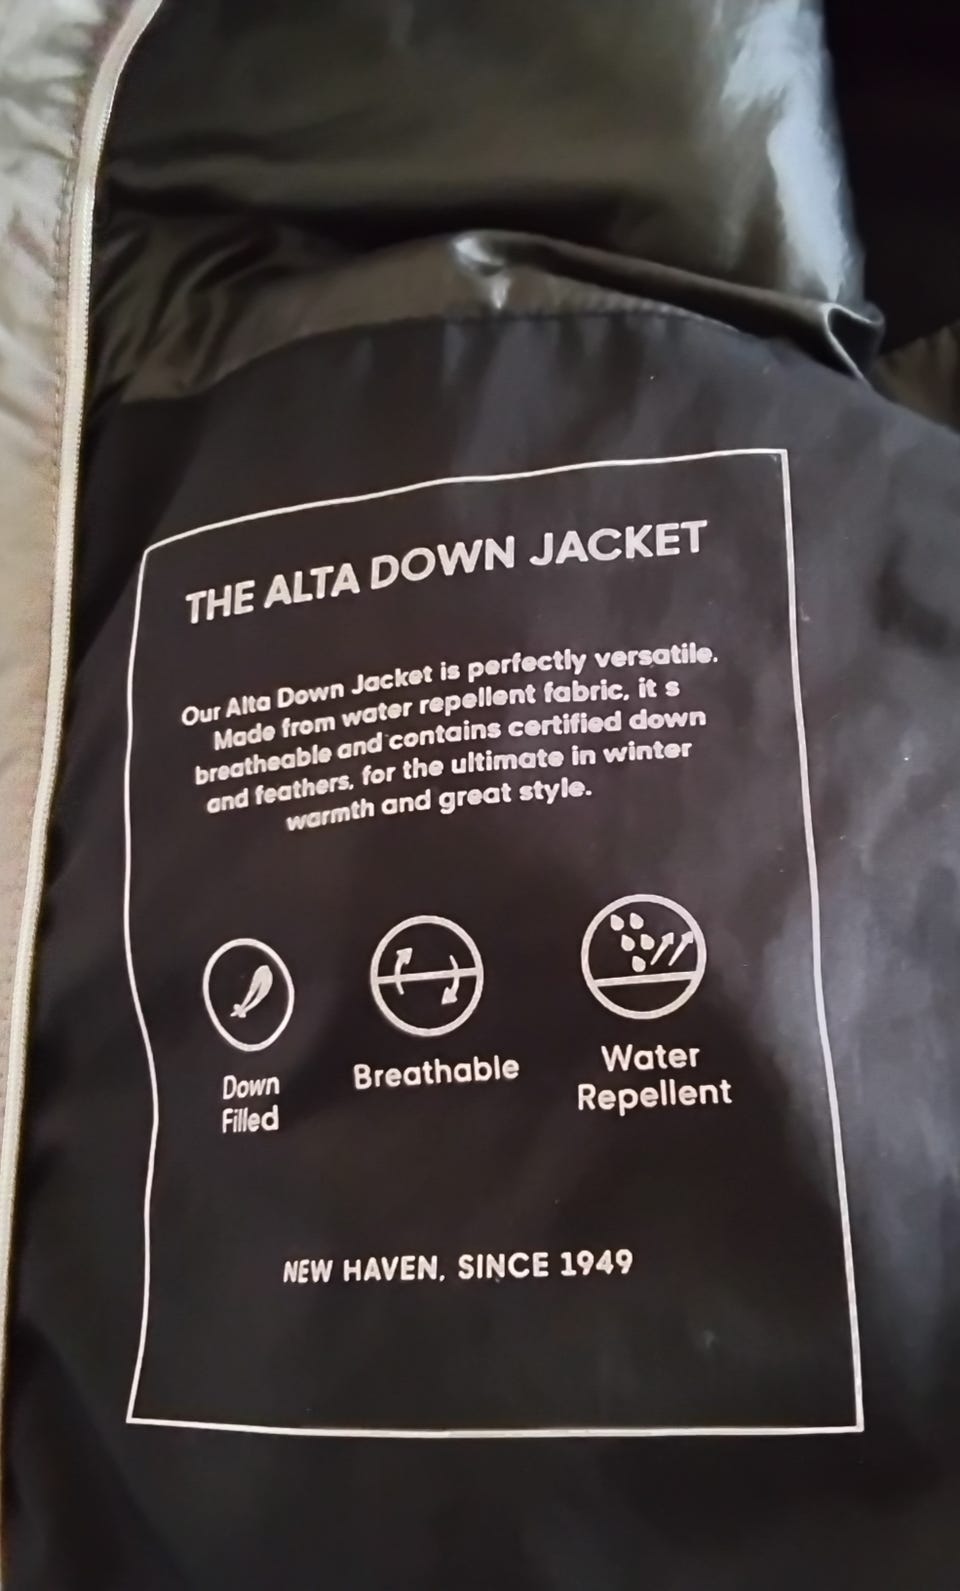 THE ALTA DOWN JACKET
Our Alta Down Jacket is perfectly versatile.
Made from water repellent fabric, it s
breatheable and contains certified down
and feathers, for the ultimate in winter
warmth and great style.
Down
Filled
Breathable
Water
Repellent
NEW HAVEN, SINCE 1949